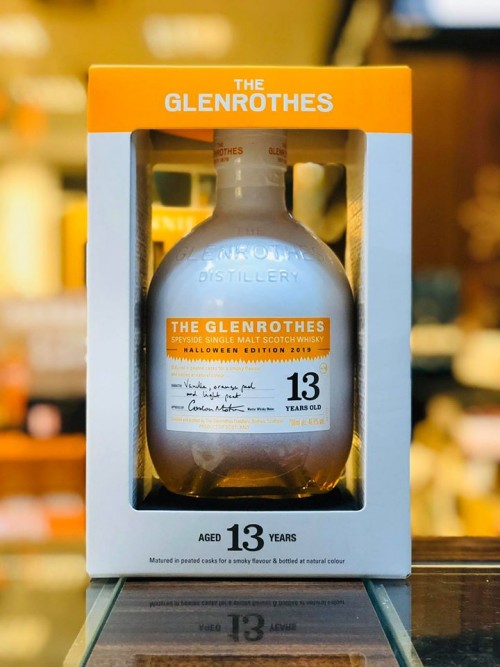 THE
GLENROTHES
THE GLENROTHES
DISTILLERY
THE GLENROTHES
SPEYSIDE SINGLE MALT SCOTCH WHISKY
HALLOWEEN EDITION 2019
Vanilla, orange peel
and light peat
13
YEARS OLD
AGED 13 YEARS
Matured in peated casks for a smoky flavour & bottled at natural colour